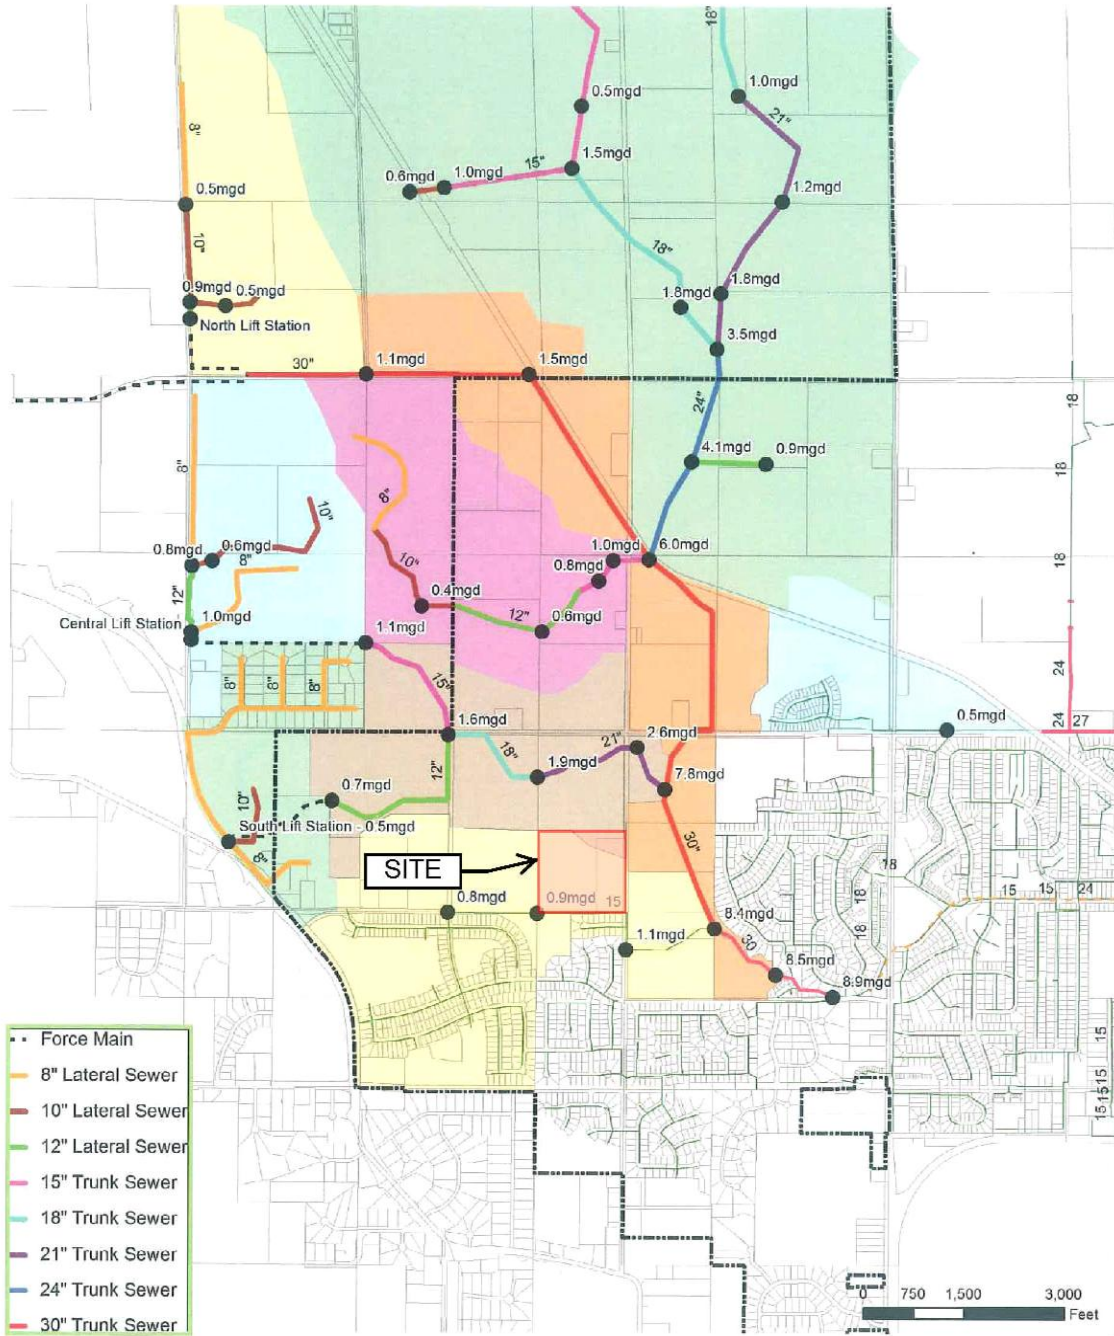 18"
1.0mgd
8"
0.5mgd
21"
15"
1.5mgd
0.6mgd
1.0mgd
0.5mgd
1.2mgd
10"
18"
0.9mgd
0.5mgd
1.8mgd
1.8mgd
North Lift Station
3.5mgd
30"
1.1mgd
1.5mgd
24"
18
8"
4.1mgd
0.9mgd
8"
18
10"
0.8mgd
0.6mgd
8"
10"
1.0mgd
6.0mgd
18
0.8mgd
12"
0.4mgd
12"
0.6mgd
1.0mgd
Central Lift Station
1.1mgd
8"
8"
8"
15"
24
1.6mgd
2.6mgd
0.5mgd
24
27
18"
21"
1.9mgd
12"
7.8mgd
0.7mgd
10"
South Lift Station - 0.5mgd
30"
8"
SITE
18
18
15
15
24
0.8mgd
0.9mgd
15
8.4mgd
18
18
1.1mgd
30
8.5mgd
8.9mgd
15
151515
Force Main
8" Lateral Sewer
10" Lateral Sewer
12" Lateral Sewer
15" Trunk Sewer
18" Trunk Sewer
21" Trunk Sewer
24" Trunk Sewer
30" Trunk Sewer
0 750 1,500 3,000
Feet